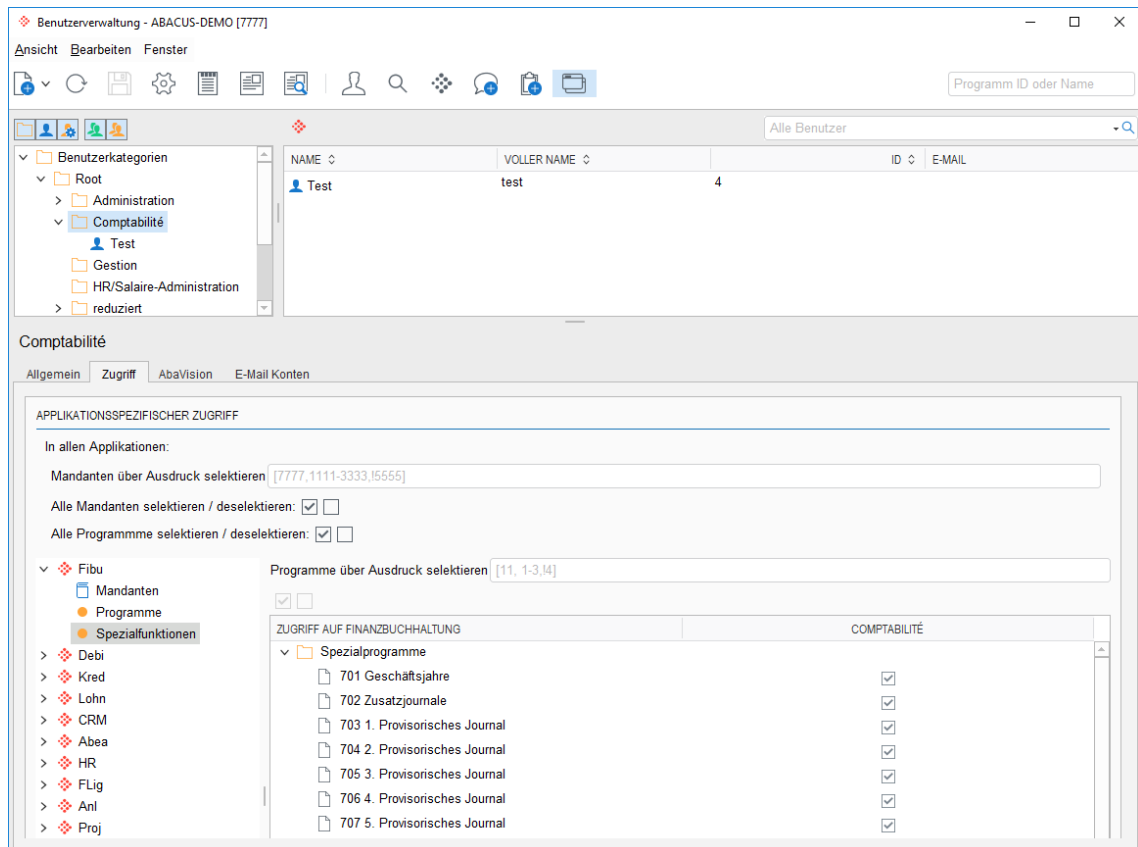 Benutzerverwaltung - ABACUS-DEMO [7777]
Ansicht Bearbeiten Fenster
Programm ID oder Name
Alle Benutzer
Benutzerkategorien
Root
Administration
Comptabilité
Test
Gestion
HR/Salaire-Administration
reduziert
NAME VOLLER NAME ID E-MAIL
Test test 4
Comptabilité
Allgemein Zugriff AbaVision E-Mail Konten
APPLIKATIONSSPEZIFISCHER ZUGRIFF
In allen Applikationen:
Mandanten über Ausdruck selektieren [7777,1111-3333,!5555]
Alle Mandanten selektieren / deselektieren:
Alle Programmme selektieren / deselektieren:
Fibu
Mandanten
Programme
Spezialfunktionen
Debi
Kred
Lohn
CRM
Abea
HR
FLig
Anl
Proj
Programme über Ausdruck selektieren [11, 1-3,!4]
ZUGRIFF AUF FINANZBUCHHALTUNG COMPTABILITÉ
Spezialprogramme
701 Geschäftsjahre
702 Zusatzjournale
703 1. Provisorisches Journal
704 2. Provisorisches Journal
705 3. Provisorisches Journal
706 4. Provisorisches Journal
707 5. Provisorisches Journal